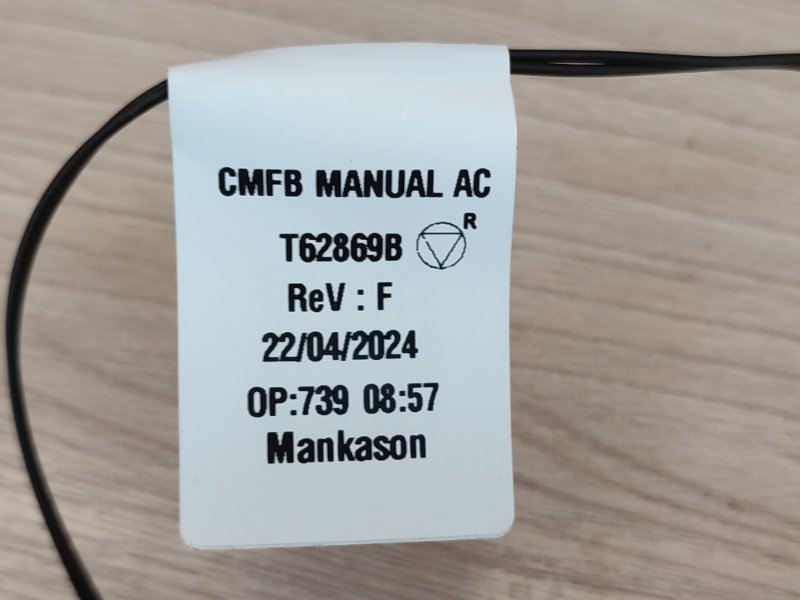 CMFB MANUAL AC
T62869B R
ReV : F
22/04/2024
OP:739 08:57
Mankason